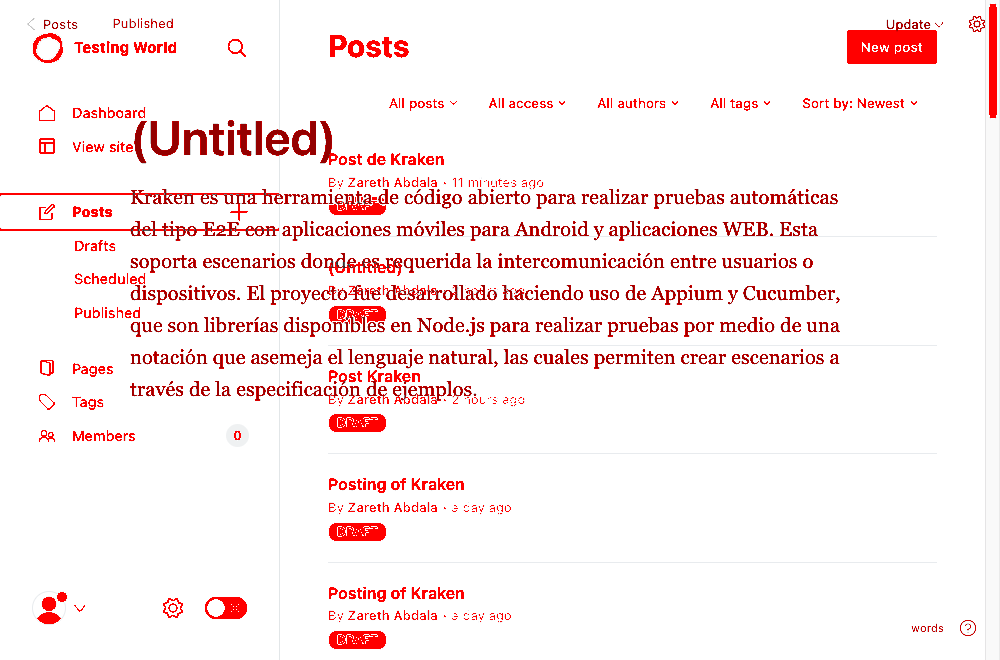 Posts Published Update
Testing World
Posts
New post
All posts All access All authors All tags Sort by: Newest
Dashboard
View site
(Untitled)
Post de Kraken
By Zareth Abdala · 11 minutes ago
Kraken es una herramienta de código abierto para realizar pruebas automáticas
del tipo E2E con aplicaciones móviles para Android y aplicaciones WEB. Esta
soporta escenarios donde es requerida la intercomunicación entre usuarios o
dispositivos. El proyecto fue desarrollado haciendo uso de Appium y Cucumber,
que son librerías disponibles en Node.js para realizar pruebas por medio de una
notación que asemeja el lenguaje natural, las cuales permiten crear escenarios a
través de la especificación de ejemplos.
Posts
Drafts
Scheduled
Published
Pages
Tags
Members 0
(Untitled)
By Zareth Abdala ·
DRAFT
Post Kraken
By Zareth Abdala · 2 hours ago
DRAFT
Posting of Kraken
By Zareth Abdala · a day ago
DRAFT
Posting of Kraken
By Zareth Abdala · a day ago
DRAFT
words